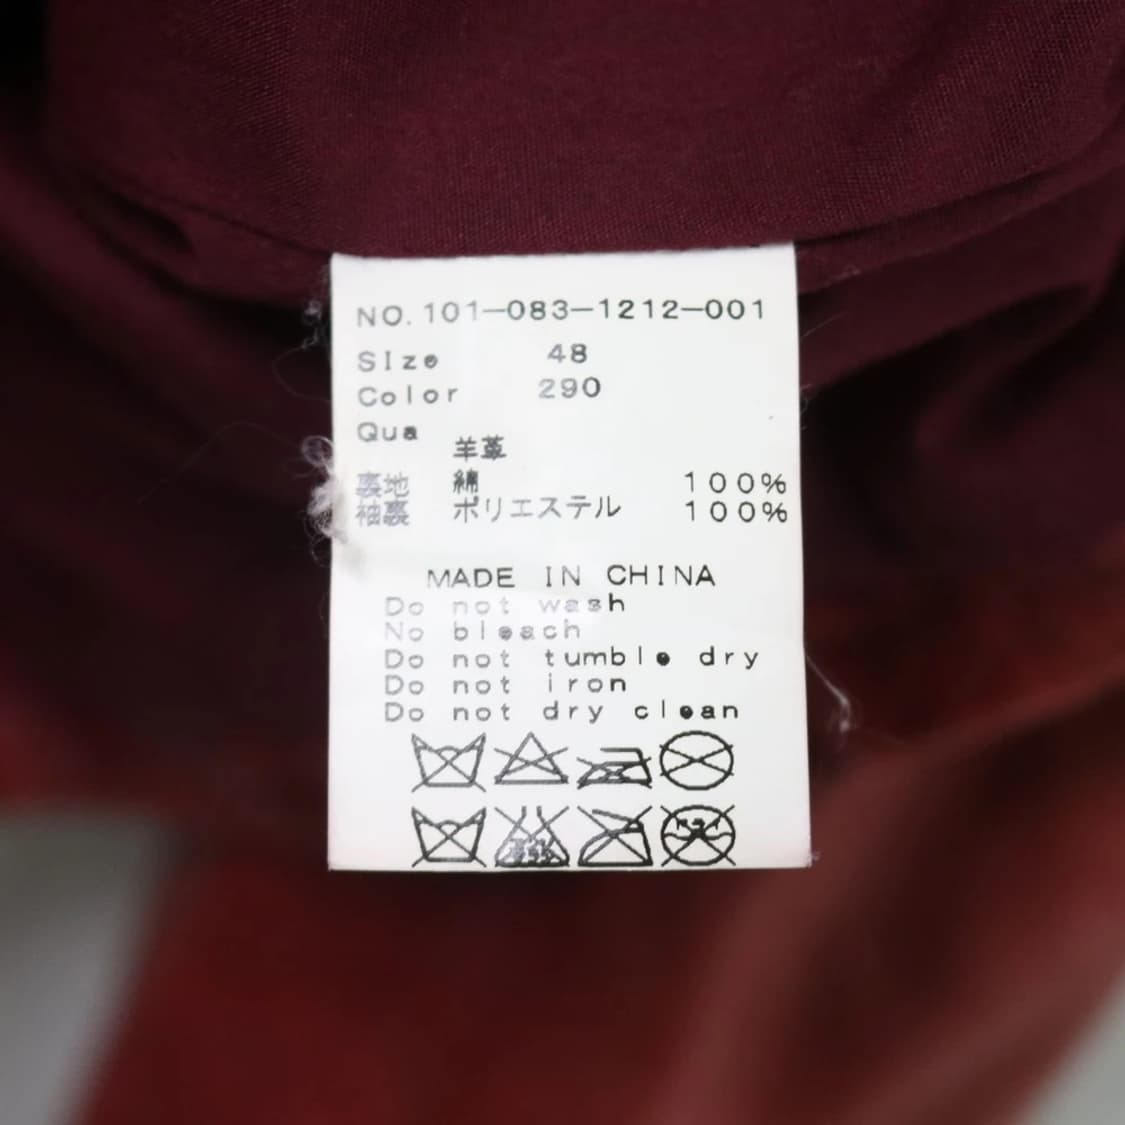 NO. 101-083-1212-001
Size 48
Color 290
Qua
羊革
裏地 綿 100%
袖裏 ポリエステル 100%
MADE IN CHINA
Do not wash
No bleach
Do not tumble dry
Do not iron
Do not dry clean